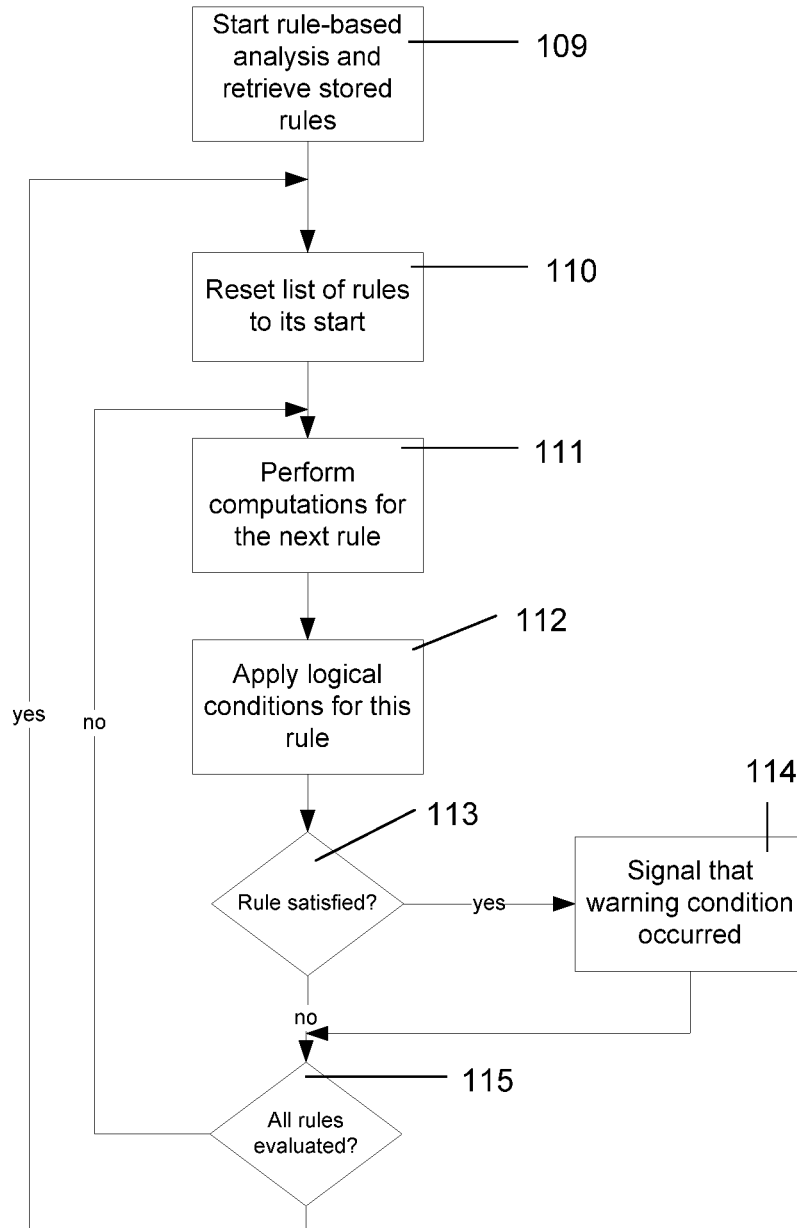 Start rule-based
analysis and
retrieve stored
rules
109
Reset list of rules
to its start
110
111
Perform
computations for
the next rule
112
Apply logical
conditions for this
rule
yes
no
114
113
Signal that
warning condition
occurred
Rule satisfied?
yes
no
115
All rules
evaluated?